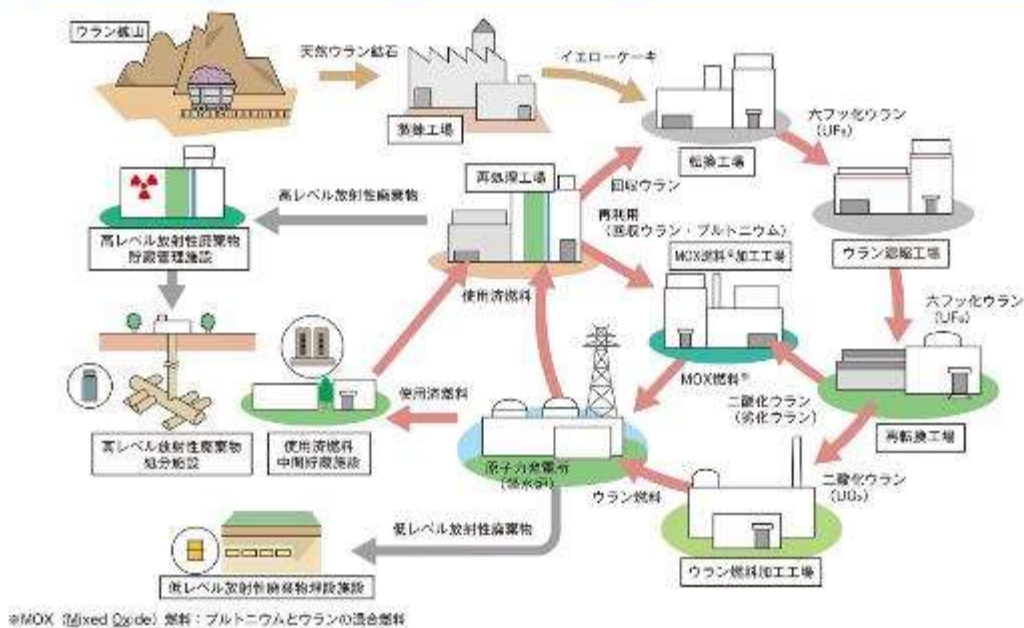 ウラン鉱山
天然ウラン鉱石
イエローケーキ
製錬工場
転換工場
六フッ化ウラン
(UF₆)
再処理工場
回収ウラン
高レベル放射性廃棄物
再利用
(回収ウラン・プルトニウム)
高レベル放射性廃棄物
貯蔵管理施設
MOX燃料※加工工場
ウラン濃縮工場
使用済燃料
六フッ化ウラン
(UF₆)
MOX燃料※
使用済燃料
二酸化ウラン
(劣化ウラン)
再転換工場
高レベル放射性廃棄物
処分施設
使用済燃料
中間貯蔵施設
原子力発電所
(軽水炉)
ウラン燃料
二酸化ウラン
(UO₂)
低レベル放射性廃棄物
ウラン燃料加工工場
低レベル放射性廃棄物埋設施設
※MOX (Mixed Oxide) 燃料：プルトニウムとウランの混合燃料